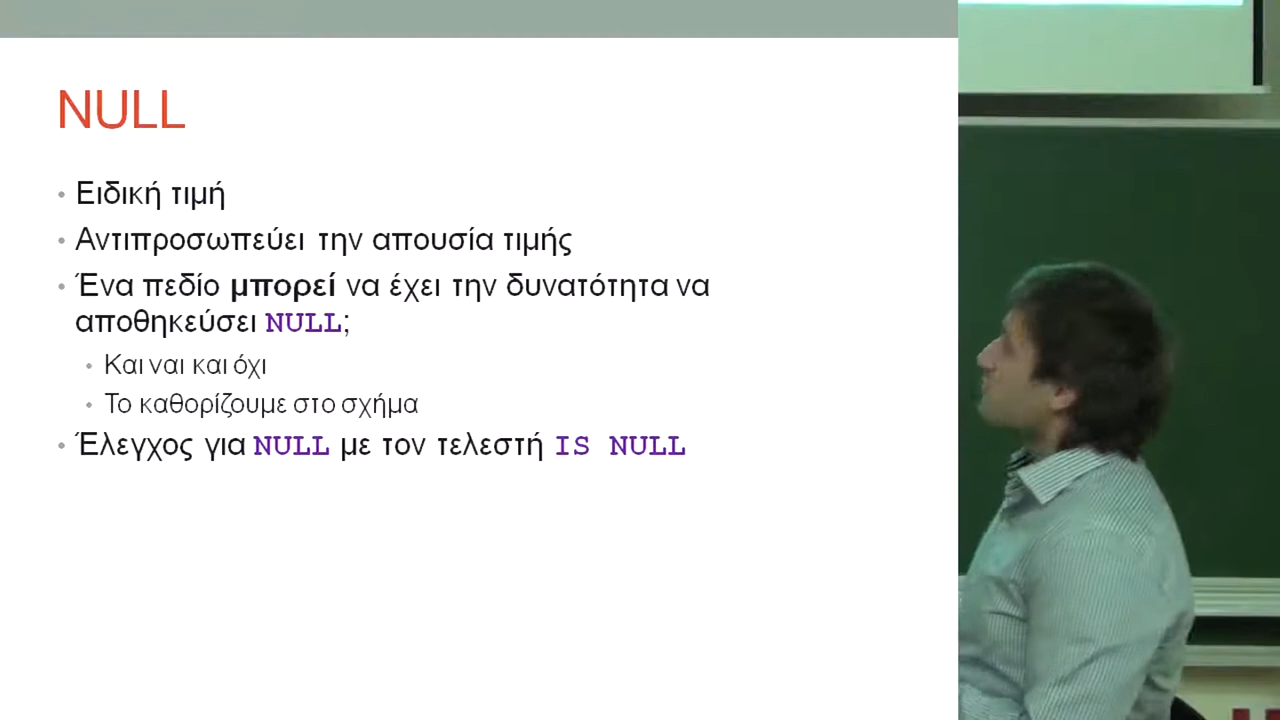 NULL
• Ειδική τιμή
• Αντιπροσωπεύει την απουσία τιμής
• Ένα πεδίο μπορεί να έχει την δυνατότητα να
αποθηκεύσει NULL;
• Και ναι και όχι
• Το καθορίζουμε στο σχήμα
• Έλεγχος για NULL με τον τελεστή IS NULL